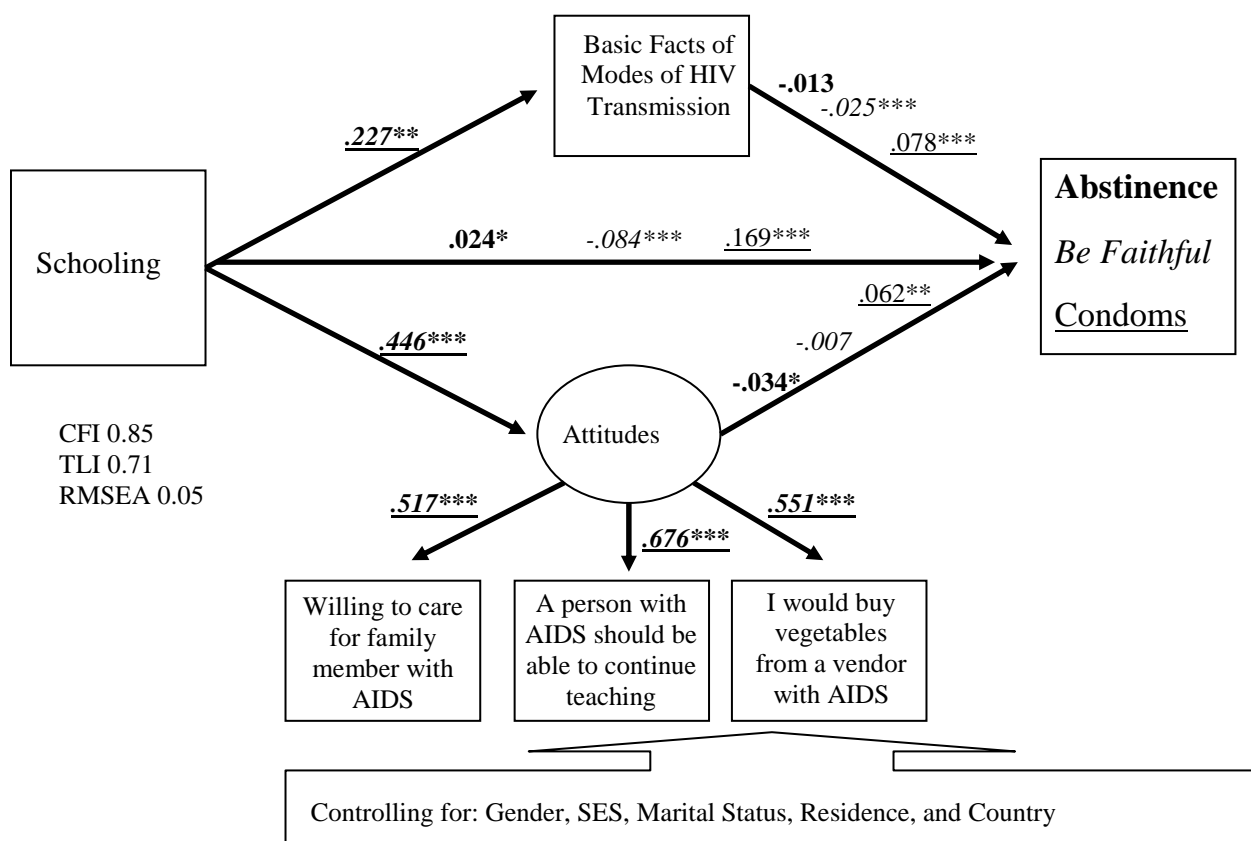 Basic Facts of
Modes of HIV
Transmission
-.013
-.025***
.078***
.227**
Schooling
.024* -.084*** .169***
Abstinence
Be Faithful
Condoms
.446***
.062**
-.007
-.034*
Attitudes
CFI 0.85
TLI 0.71
RMSEA 0.05
.517***
.676***
.551***
Willing to care
for family
member with
AIDS
A person with
AIDS should be
able to continue
teaching
I would buy
vegetables
from a vendor
with AIDS
Controlling for: Gender, SES, Marital Status, Residence, and Country